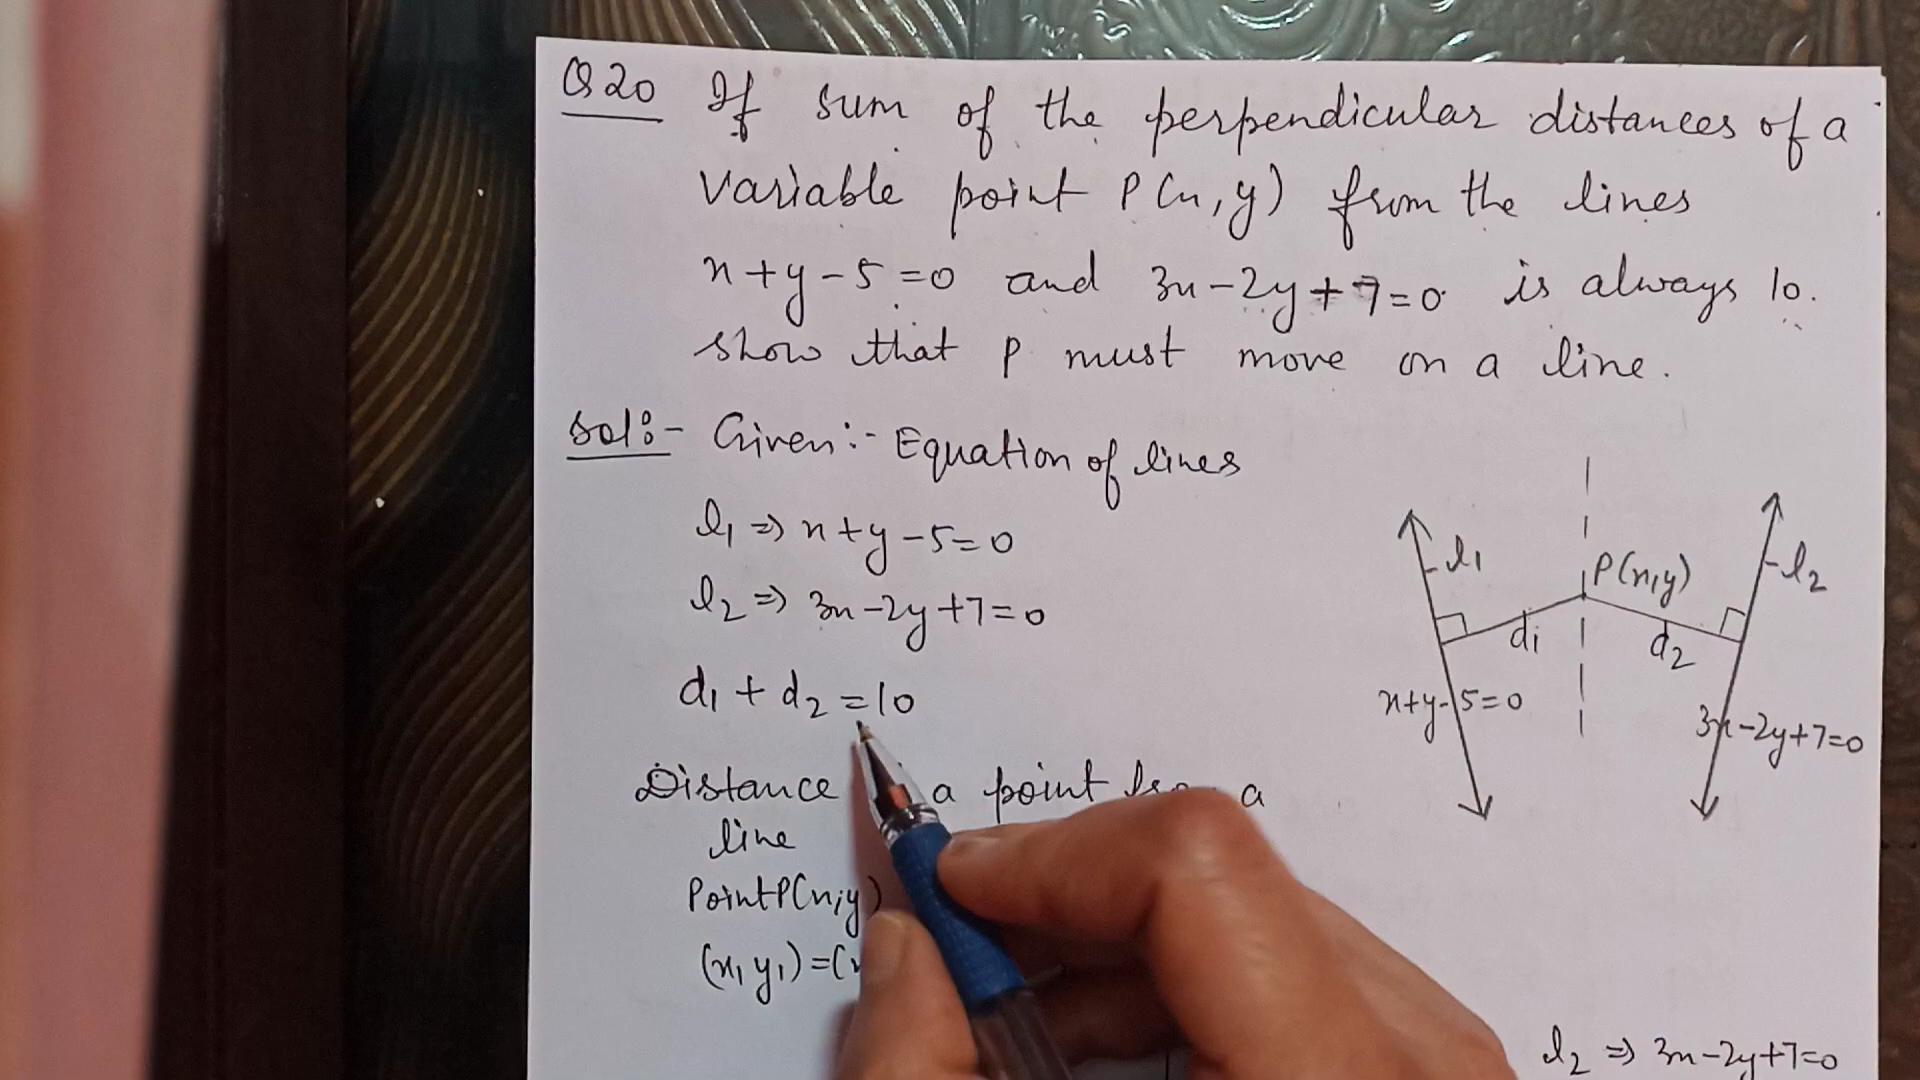 Q20 If sum of the perpendicular distances of a
variable point P(x,y) from the lines
x+y-5=0 and 3x-2y+7=0 is always 10.
show that P must move on a line.
Sol:- Given:- Equation of lines
l₁ ⇒ x+y-5=0
l₂ ⇒ 3x-2y+7=0
d₁ + d₂ = 10
Distance a point a
line
Point P(x,y)
(x₁ y₁)=(
l₁
P(x,y)
l₂
d₁
d₂
x+y-5=0
3x-2y+7=0
l₂ ⇒ 3x-2y+7=0